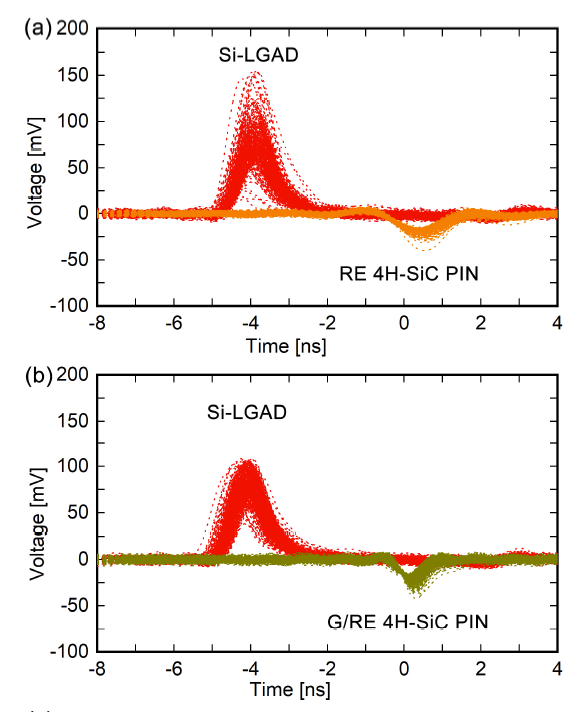 (a)
200
150
100
50
0
-50
-100
Voltage [mV]
Si-LGAD
RE 4H-SiC PIN
-8 -6 -4 -2 0 2 4
Time [ns]
(b)
200
150
100
50
0
-50
-100
Voltage [mV]
Si-LGAD
G/RE 4H-SiC PIN
-8 -6 -4 -2 0 2 4
Time [ns]